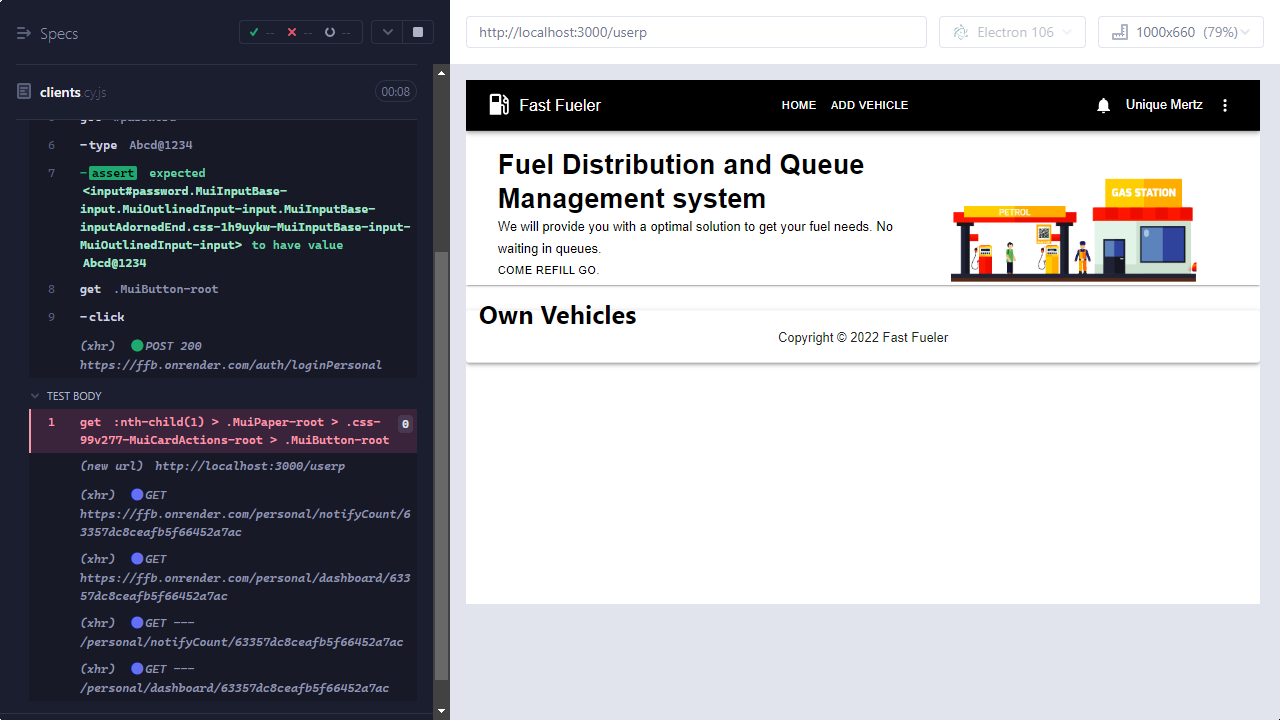 Specs
-- -- --
clients.cy.js
00:08
get #password
6 -type Abcd@1234
7 -assert expected
<input#password.MuiInputBase-
input.MuiOutlinedInput-input.MuiInputBase-
inputAdornedEnd.css-1h9uykw-MuiInputBase-input-
MuiOutlinedInput-input> to have value
Abcd@1234
8 get .MuiButton-root
9 -click
(xhr) POST 200
https://ffb.onrender.com/auth/loginPersonal
TEST BODY
1 get :nth-child(1) > .MuiPaper-root > .css- 0
99v277-MuiCardActions-root > .MuiButton-root
(new url) http://localhost:3000/userp
(xhr) GET
https://ffb.onrender.com/personal/notifyCount/6
3357dc8ceafb5f66452a7ac
(xhr) GET
https://ffb.onrender.com/personal/dashboard/633
57dc8ceafb5f66452a7ac
(xhr) GET ---
/personal/notifyCount/63357dc8ceafb5f66452a7ac
(xhr) GET ---
/personal/dashboard/63357dc8ceafb5f66452a7ac
http://localhost:3000/userp
Electron 106
1000x660 (79%)
Fast Fueler
HOME ADD VEHICLE
Unique Mertz
Fuel Distribution and Queue
Management system
We will provide you with a optimal solution to get your fuel needs. No
waiting in queues.
COME REFILL GO.
PETROL
GAS STATION
Own Vehicles
Copyright © 2022 Fast Fueler